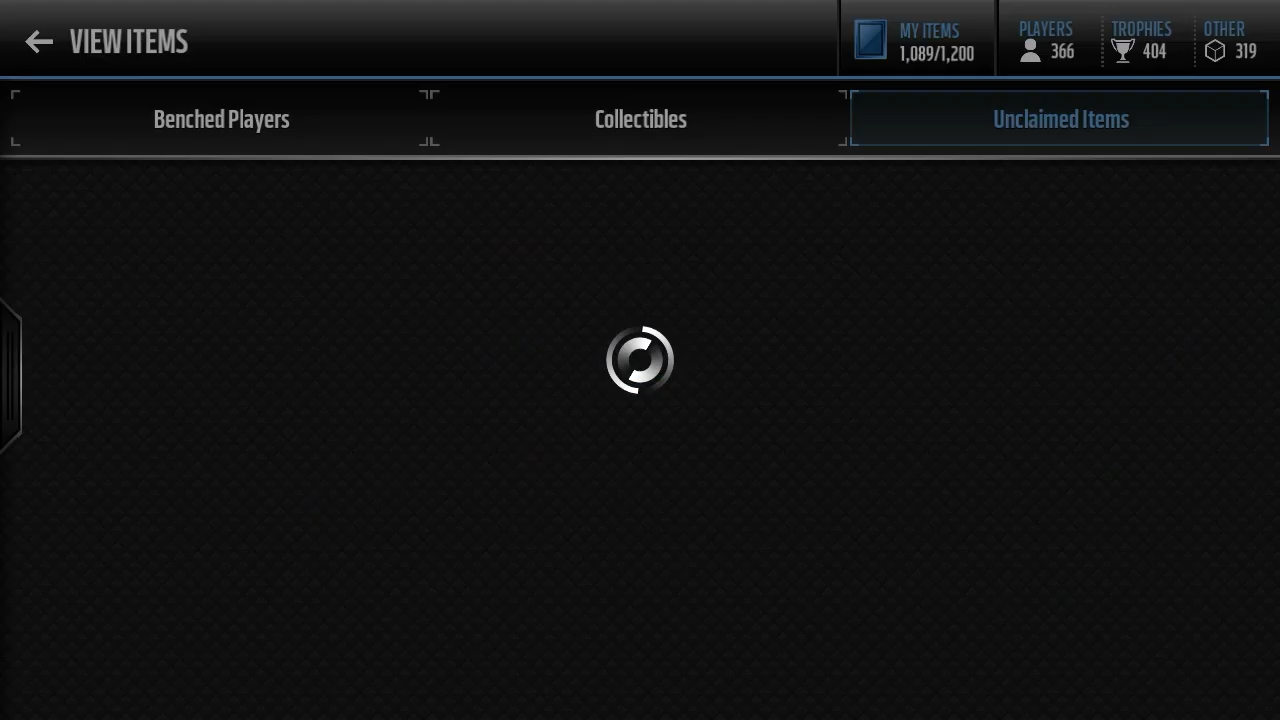 VIEW ITEMS
MY ITEMS
1,089/1,200
PLAYERS
366
TROPHIES
404
OTHER
319
Benched Players
Collectibles
Unclaimed Items